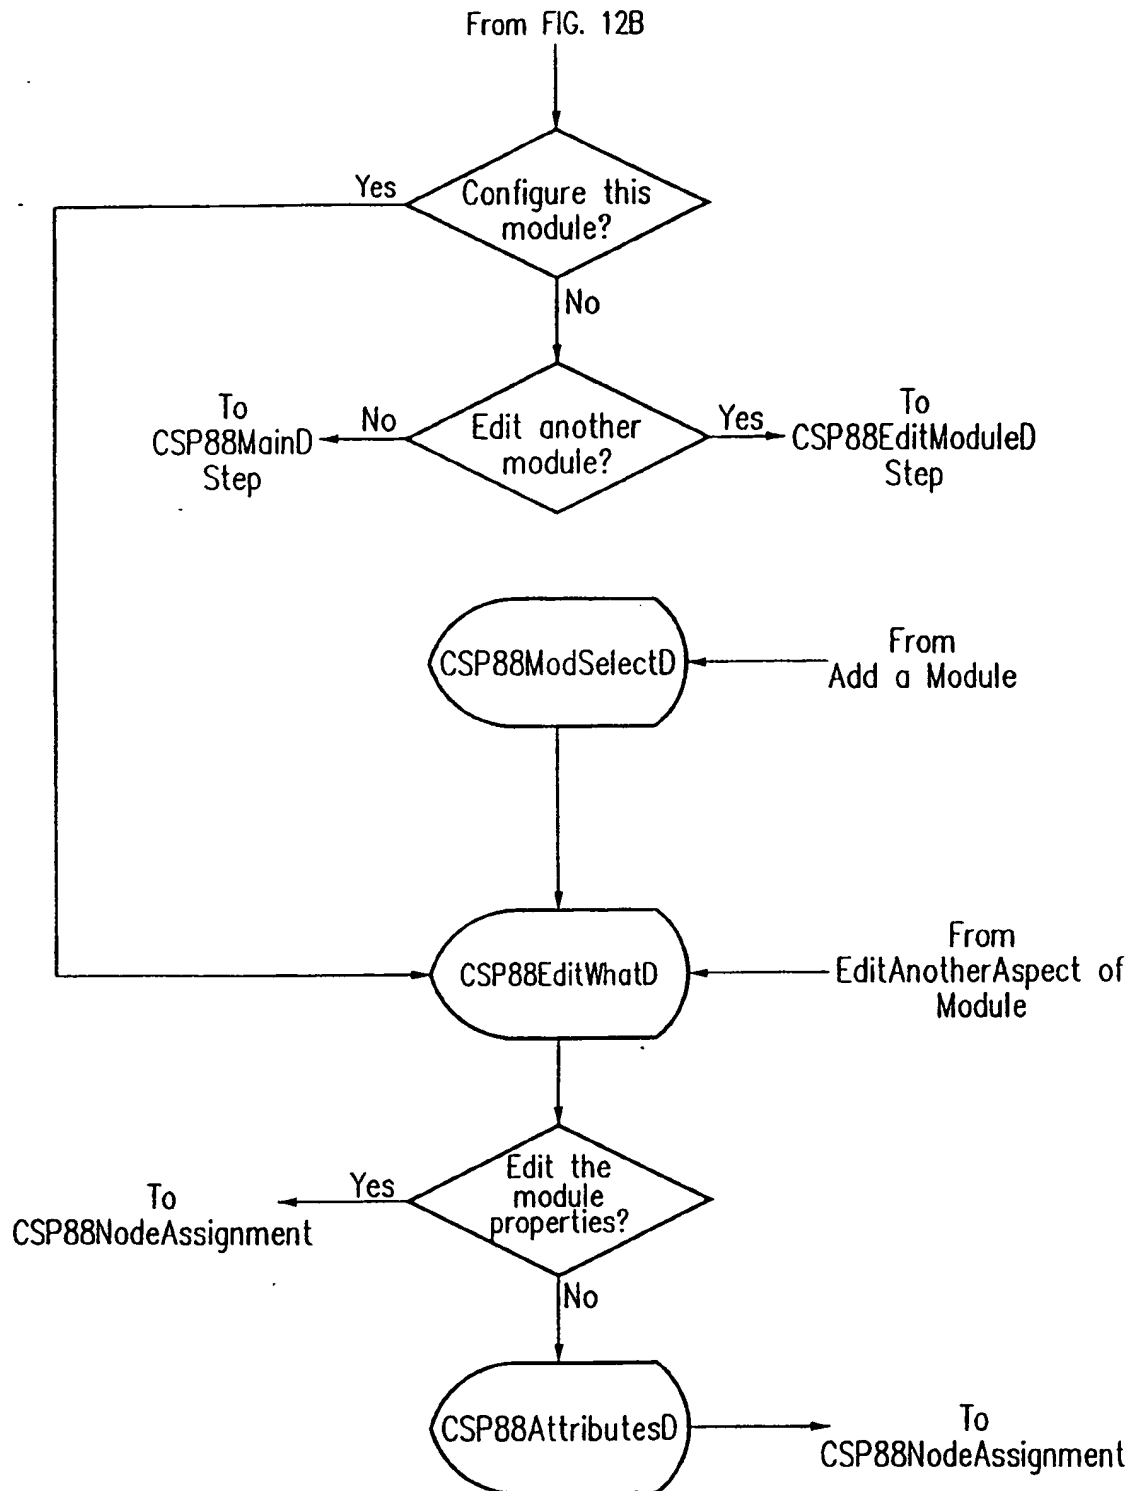 From FIG. 12B
Yes
Configure this
module?
No
To
CSP88MainD
Step
No
Edit another
module?
Yes
To
CSP88EditModuleD
Step
CSP88ModSelectD
From
Add a Module
CSP88EditWhatD
From
EditAnotherAspect of
Module
To
CSP88NodeAssignment
Yes
Edit the
module
properties?
No
CSP88AttributesD
To
CSP88NodeAssignment